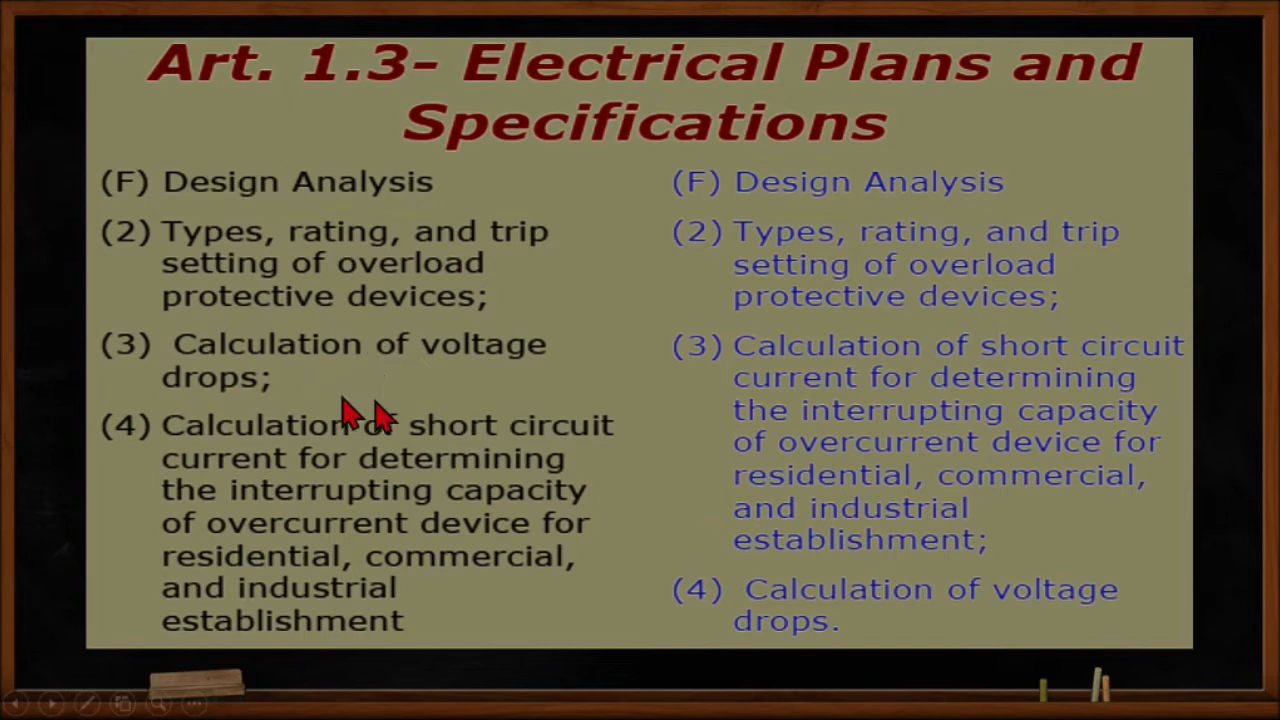 Art. 1.3- Electrical Plans and
Specifications
(F) Design Analysis
(2) Types, rating, and trip
setting of overload
protective devices;
(3) Calculation of voltage
drops;
(4) Calculation of short circuit
current for determining
the interrupting capacity
of overcurrent device for
residential, commercial,
and industrial
establishment
(F) Design Analysis
(2) Types, rating, and trip
setting of overload
protective devices;
(3) Calculation of short circuit
current for determining
the interrupting capacity
of overcurrent device for
residential, commercial,
and industrial
establishment;
(4) Calculation of voltage
drops.